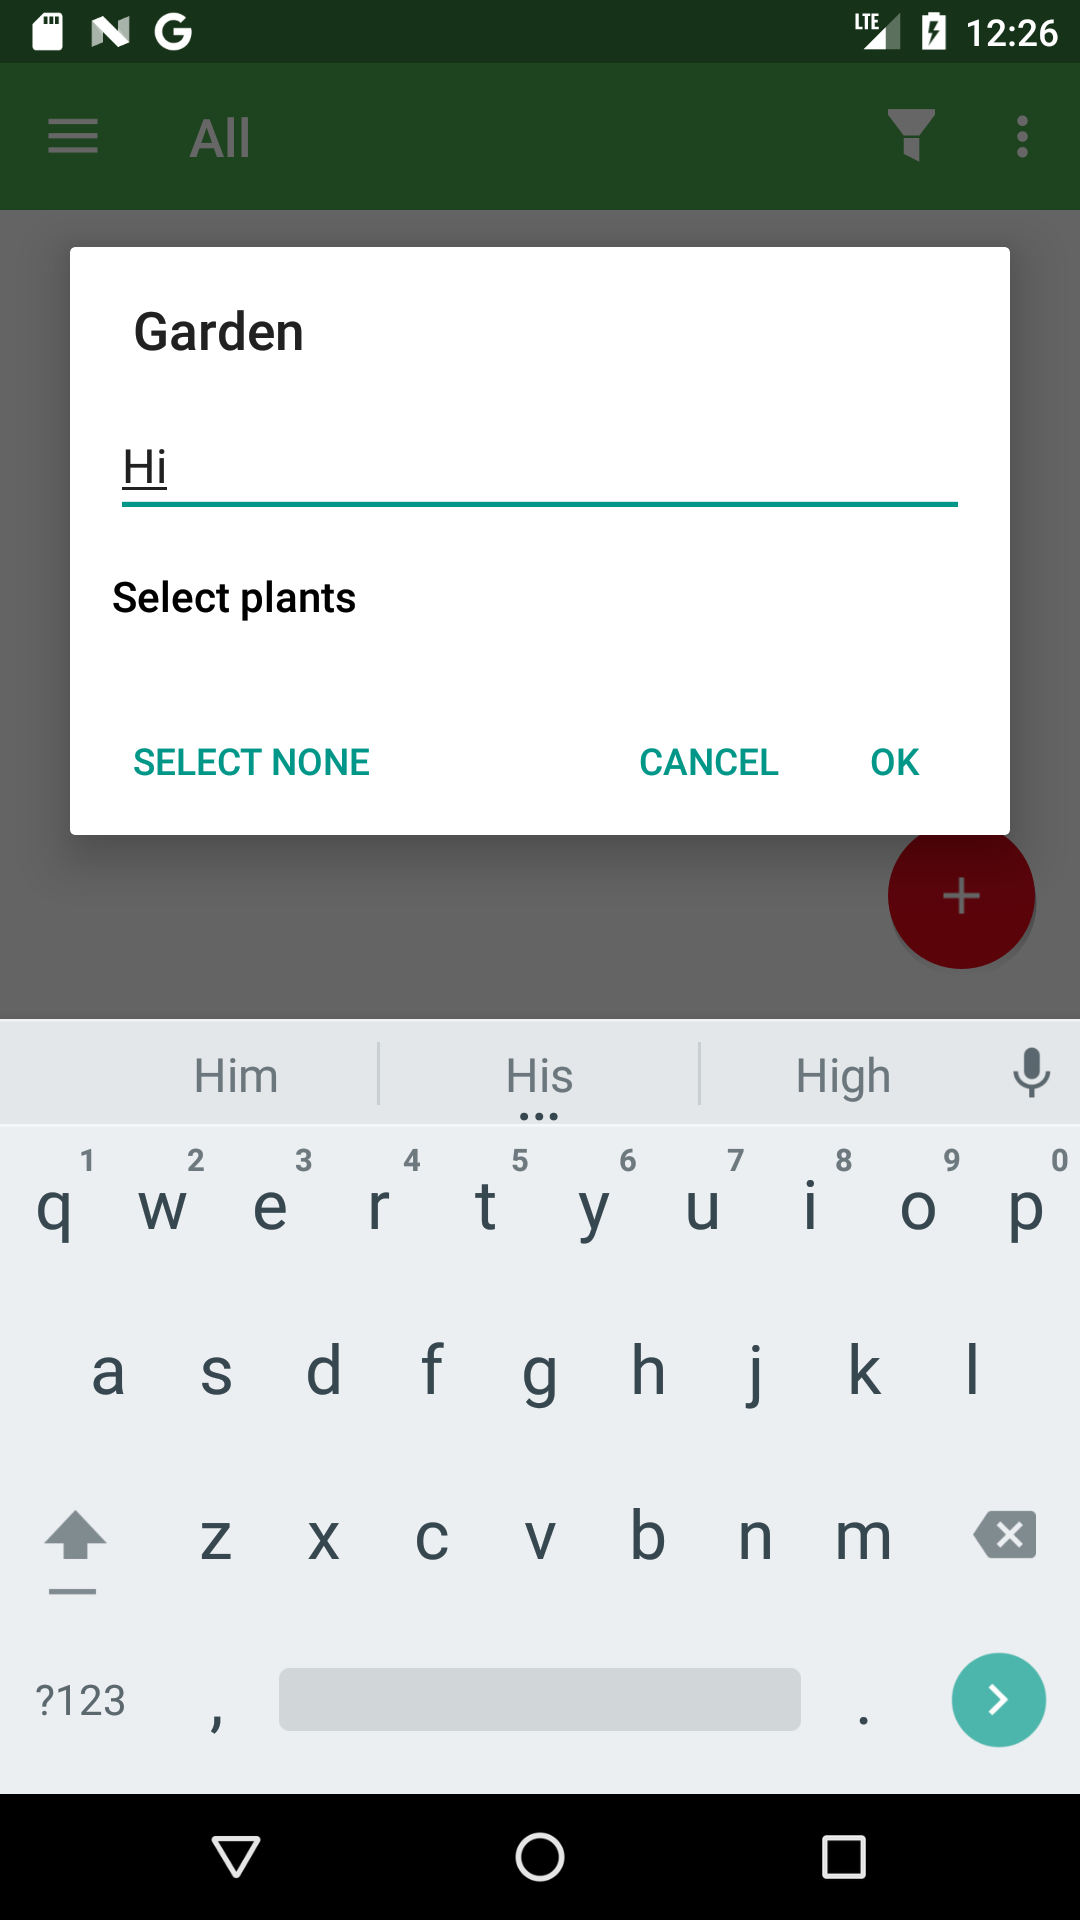 LTE 12:26
All
Garden
Hi
Select plants
SELECT NONE CANCEL OK
Him His High
1 2 3 4 5 6 7 8 9 0
q w e r t y u i o p
a s d f g h j k l
z x c v b n m
?123 , .